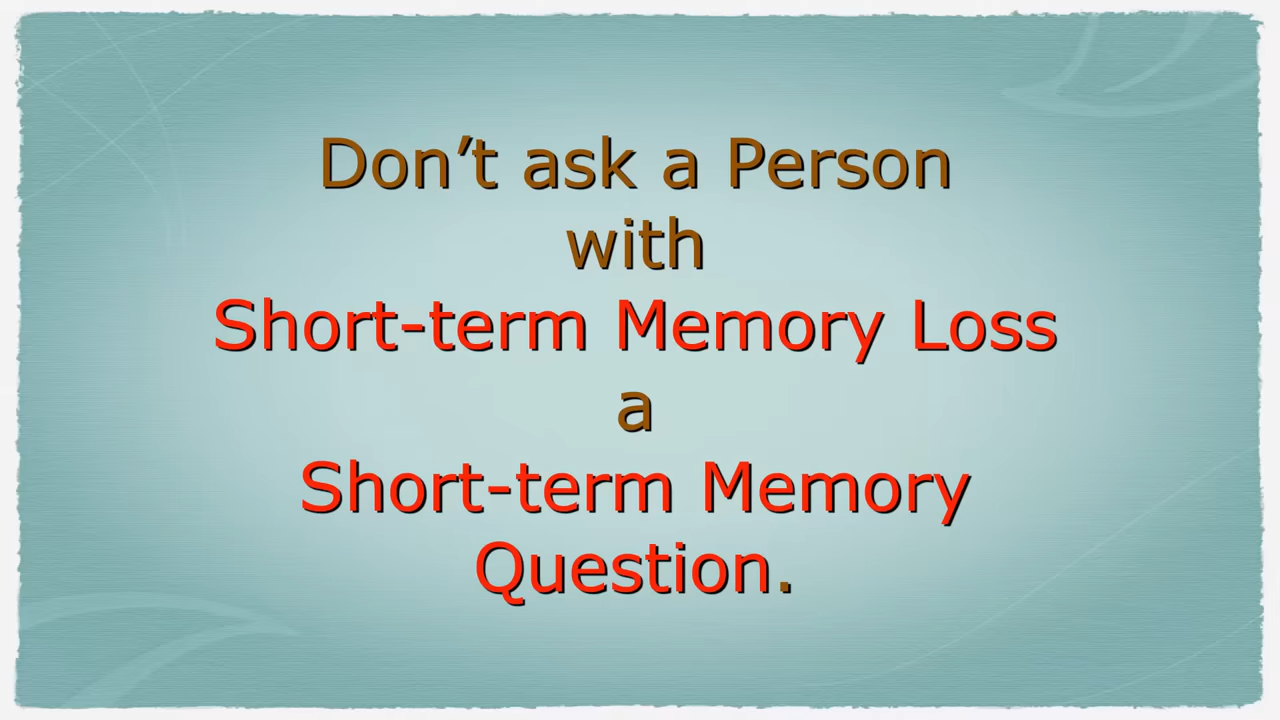 Don’t ask a Person
with
Short-term Memory Loss
a
Short-term Memory
Question.